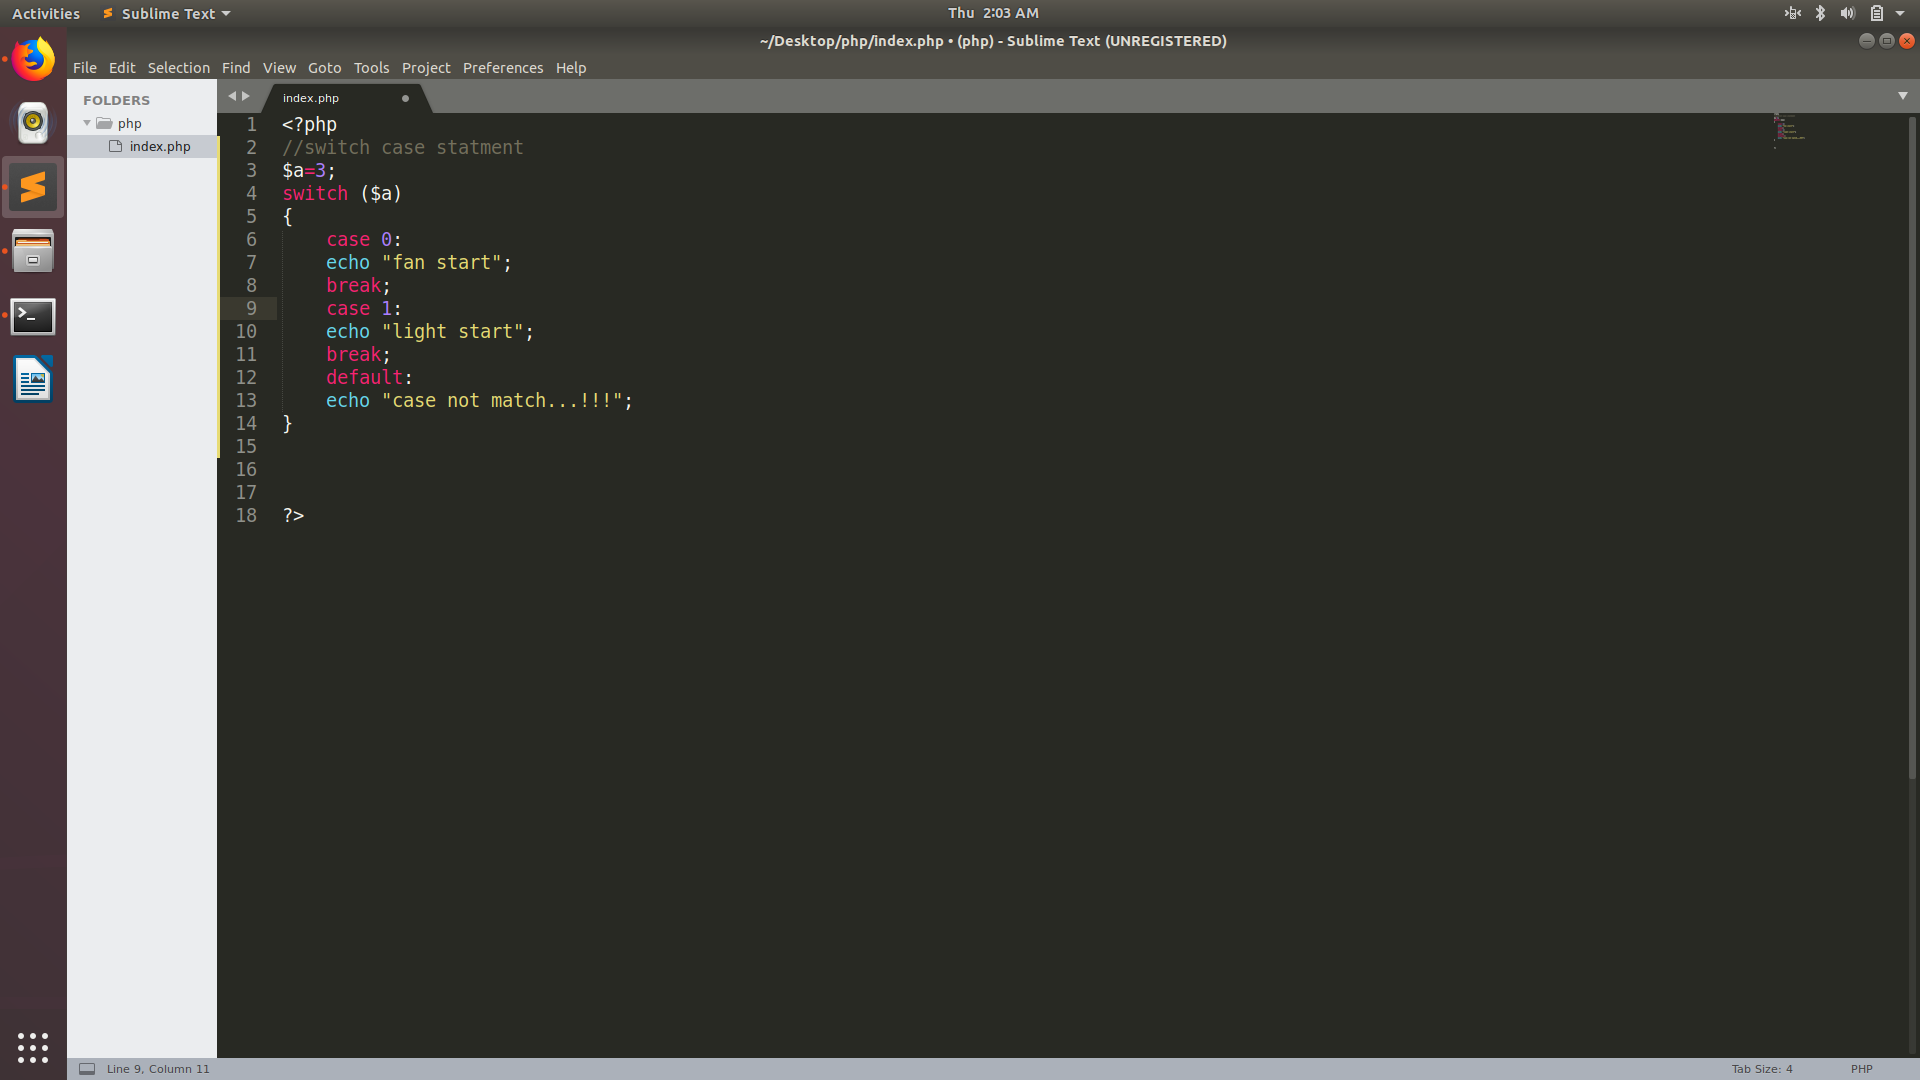 Activities Sublime Text Thu 2:03 AM
~/Desktop/php/index.php • (php) - Sublime Text (UNREGISTERED)
File Edit Selection Find View Goto Tools Project Preferences Help
FOLDERS
php
index.php
index.php
1 <?php
2 //switch case statment
3 $a=3;
4 switch ($a)
5 {
6 case 0:
7 echo "fan start";
8 break;
9 case 1:
10 echo "light start";
11 break;
12 default:
13 echo "case not match...!!!";
14 }
15
16
17
18 ?>
Line 9, Column 11 Tab Size: 4 PHP